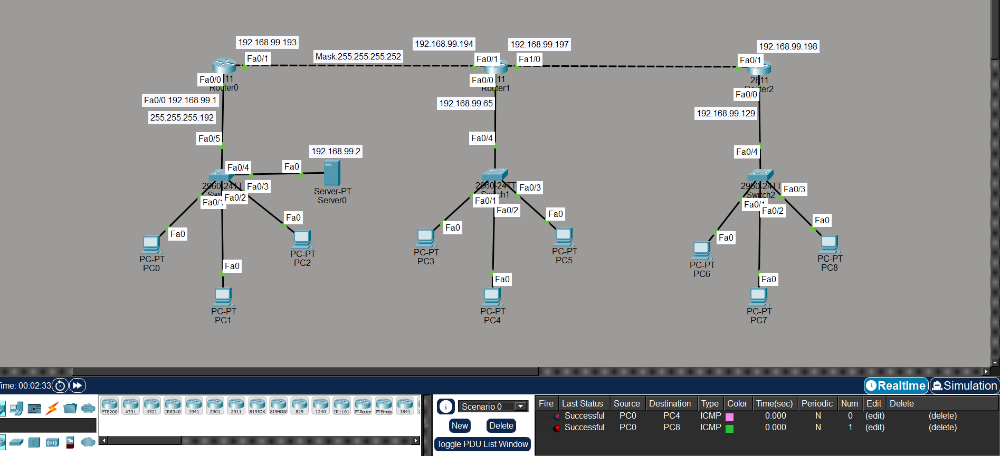 192.168.99.193
192.168.99.194
192.168.99.197
192.168.99.198
Mask:255.255.255.252
Fa0/1
Fa0/1
Fa1/0
Fa0/1
Fa0/0
11
Router0
Fa0/0
11
Router1
2811
ter2
Fa0/0
Fa0/0 192.168.99.1
255.255.255.192
192.168.99.65
192.168.99.129
Fa0/5
Fa0/4
Fa0/4
192.168.99.2
Fa0/4
Fa0
Server-PT
Server0
2960-24TT
Fa0/3
Fa0/1
Fa0/2
2960-24TT
Switch1
Fa0/3
Fa0/1
Fa0/2
2960-24TT
Switch2
Fa0/3
Fa0/1
Fa0/2
Fa0
PC-PT
PC0
Fa0
PC-PT
PC1
Fa0
PC-PT
PC2
Fa0
PC-PT
PC3
Fa0
PC-PT
PC4
Fa0
PC-PT
PC5
Fa0
PC-PT
PC6
Fa0
PC-PT
PC7
Fa0
PC-PT
PC8
ime: 00:02:33
Realtime
Simulation
PT8200 4331 4321 IR8340 1941 2901 2911 819IOX 819HGW 829 1240 IR1101 PT-Router PT-Empty 1841
Scenario 0
New
Delete
Toggle PDU List Window
Fire Last Status Source Destination Type Color Time(sec) Periodic Num Edit Delete
Successful PC0 PC4 ICMP 0.000 N 0 (edit) (delete)
Successful PC0 PC8 ICMP 0.000 N 1 (edit) (delete)